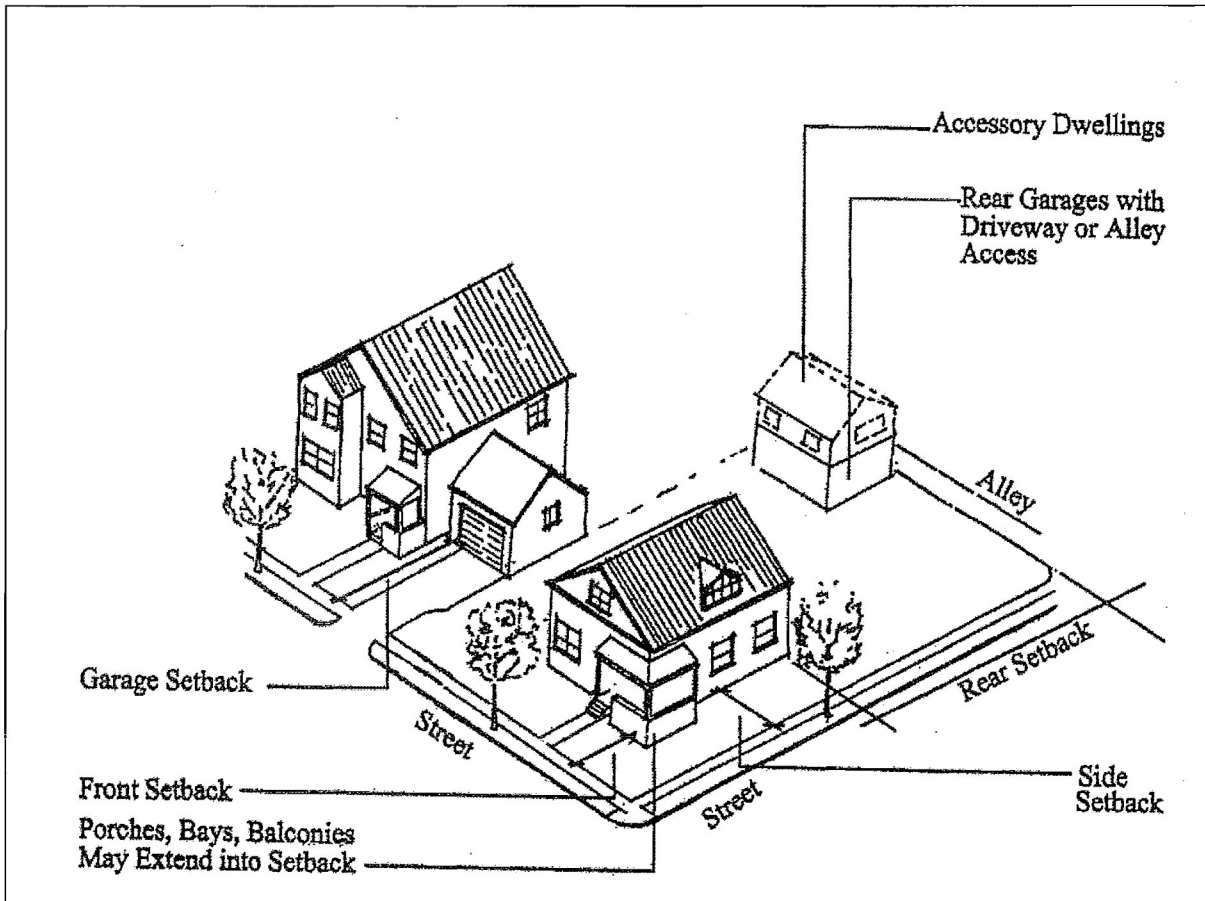 Accessory Dwellings
Rear Garages with
Driveway or Alley
Access
Alley
Garage Setback
Street
Rear Setback
Front Setback
Street
Side
Setback
Porches, Bays, Balconies
May Extend into Setback